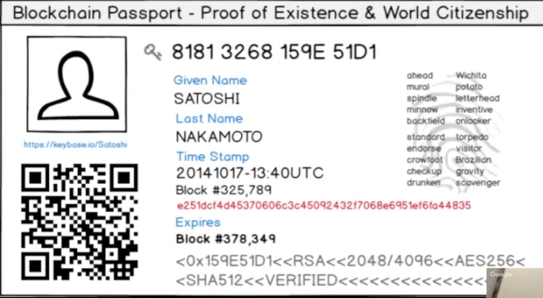 Blockchain Passport - Proof of Existence & World Citizenship
8181 3268 159E 51D1
Given Name
SATOSHI
Last Name
NAKAMOTO
Time Stamp
20141017-13:40UTC
Block #325,789
e251dcf4d45370606c3c45092432f7068e6951ef6fa44835
Expires
Block #378,349
<0x159E51D1<<RSA<<2048/4096<<AES256<
<SHA512<<VERIFIED<<<<<<<<<<<<<<<
https://keybase.io/Satoshi
ahead Wichita
mural potato
spindle letterhead
minnow inventive
backfield onlooker
standard torpedo
endorse visitor
crowfoot Brazilian
checkup gravity
drunken scavenger
Google